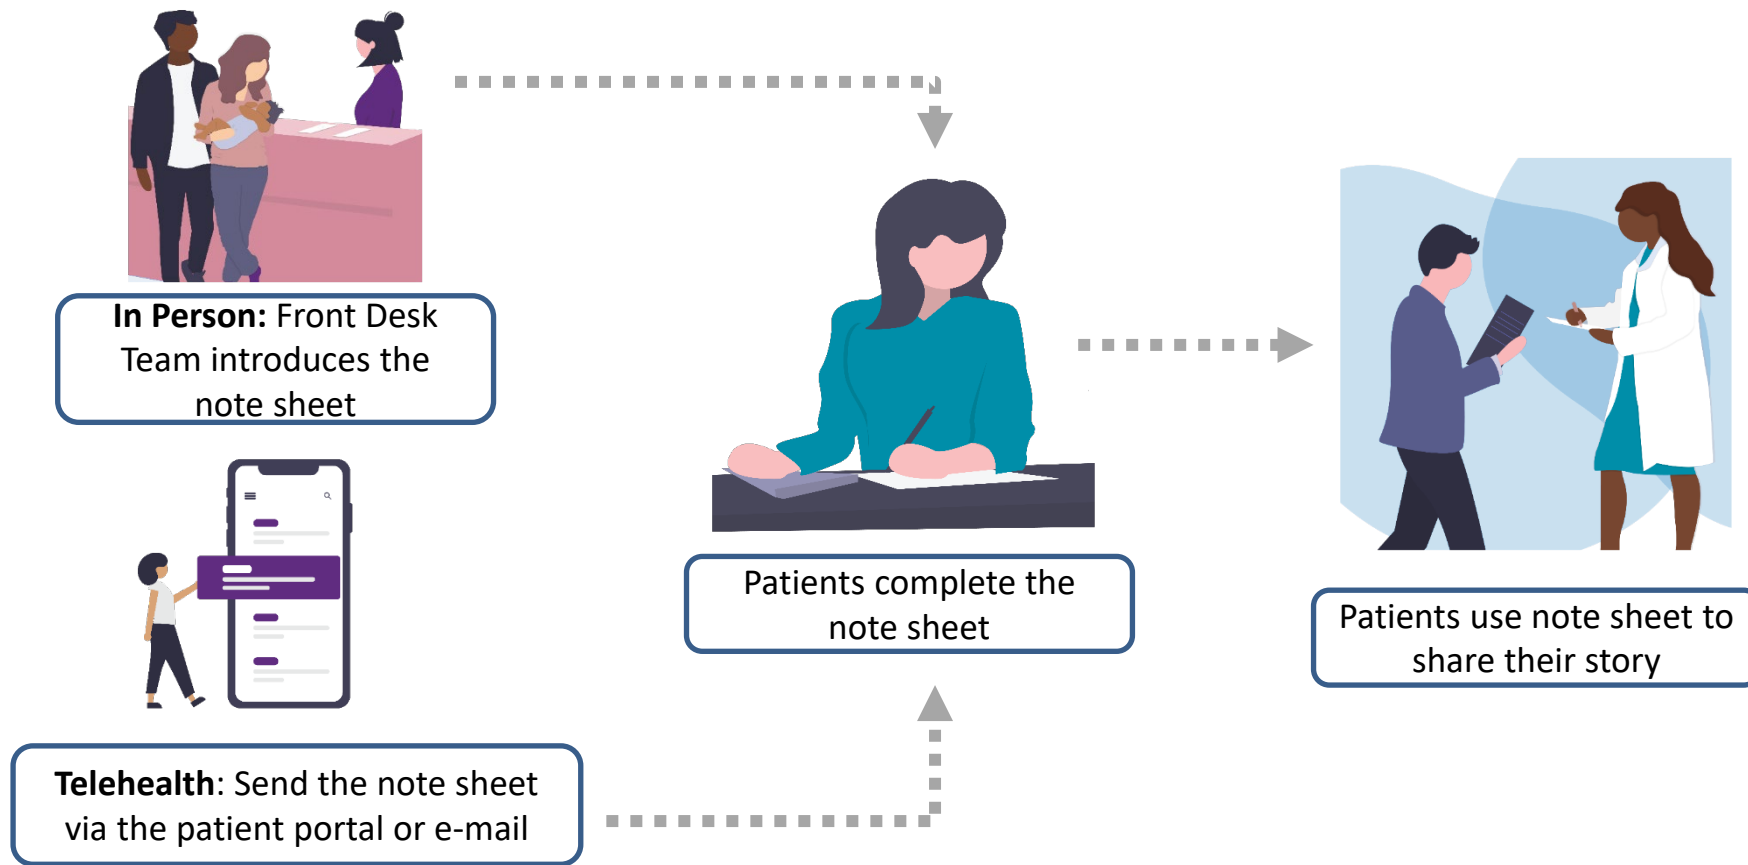 In Person: Front Desk
Team introduces the
note sheet
Telehealth: Send the note sheet
via the patient portal or e-mail
Patients complete the
note sheet
Patients use note sheet to
share their story